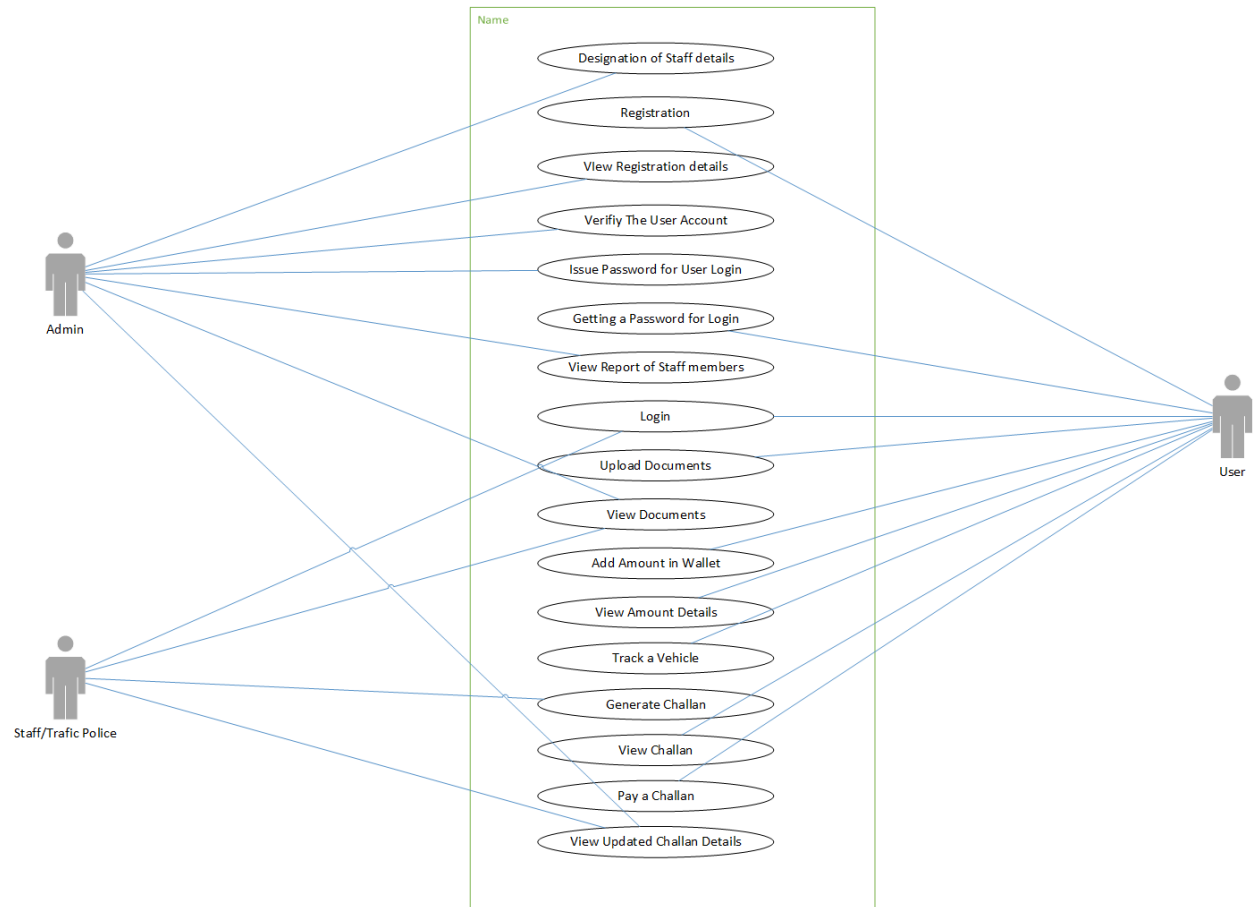 Name
Designation of Staff details
Registration
VIew Registration details
Verifiy The User Account
Issue Password for User Login
Getting a Password for Login
View Report of Staff members
Login
Upload Documents
View Documents
Add Amount in Wallet
View Amount Details
Track a Vehicle
Generate Challan
View Challan
Pay a Challan
View Updated Challan Details
Admin
Staff/Trafic Police
User